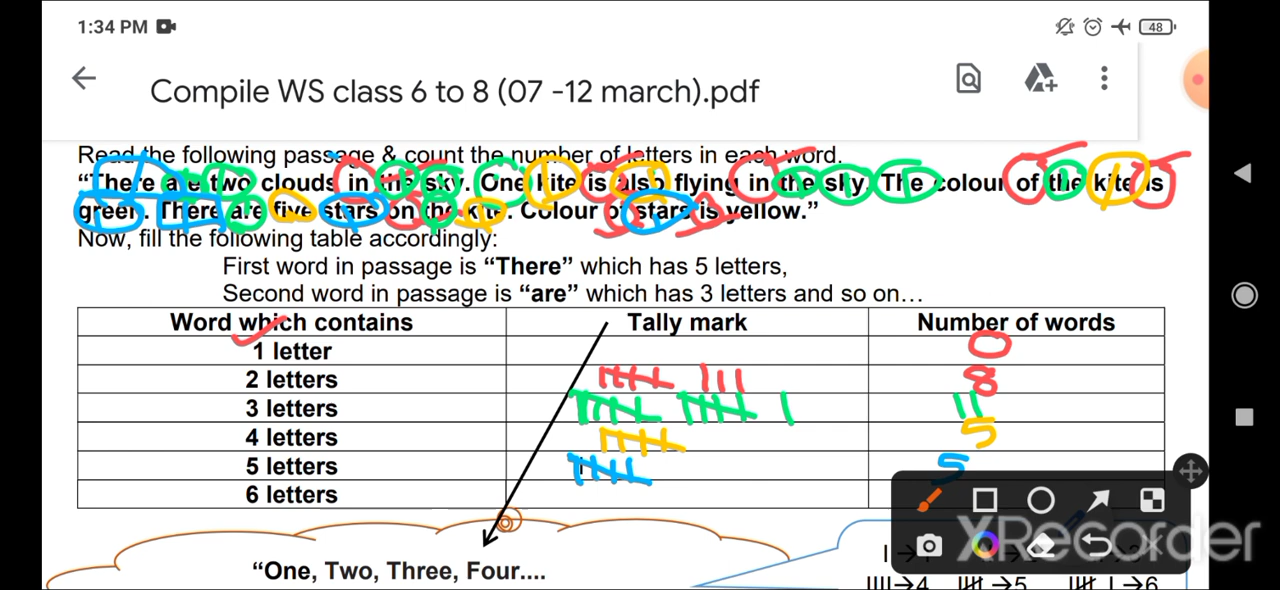 1:34 PM
48
Compile WS class 6 to 8 (07 -12 march).pdf
Read the following passage & count the number of letters in each word.
“There are two clouds in the sky. One kite is also flying in the sky. The colour of the kite is
green. There are five stars on the kite. Colour of stars is yellow.”
Now, fill the following table accordingly:
First word in passage is “There” which has 5 letters,
Second word in passage is “are” which has 3 letters and so on…
Word which contains Tally mark Number of words
1 letter 0
2 letters 8
3 letters 11
4 letters 5
5 letters 5
6 letters
XRecorder
“One, Two, Three, Four....
→4 →5 →6